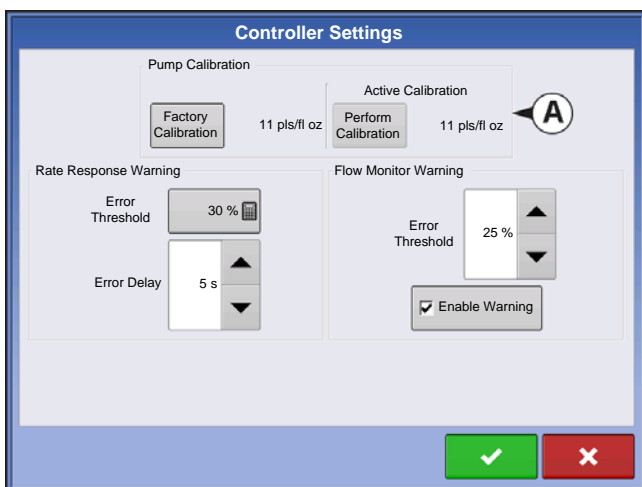 Controller Settings
Pump Calibration
Active Calibration
Factory
Calibration
11 pls/fl oz
Perform
Calibration
11 pls/fl oz
A
Rate Response Warning
Error
Threshold
30 %
Error Delay
5 s
Flow Monitor Warning
Error
Threshold
25 %
Enable Warning